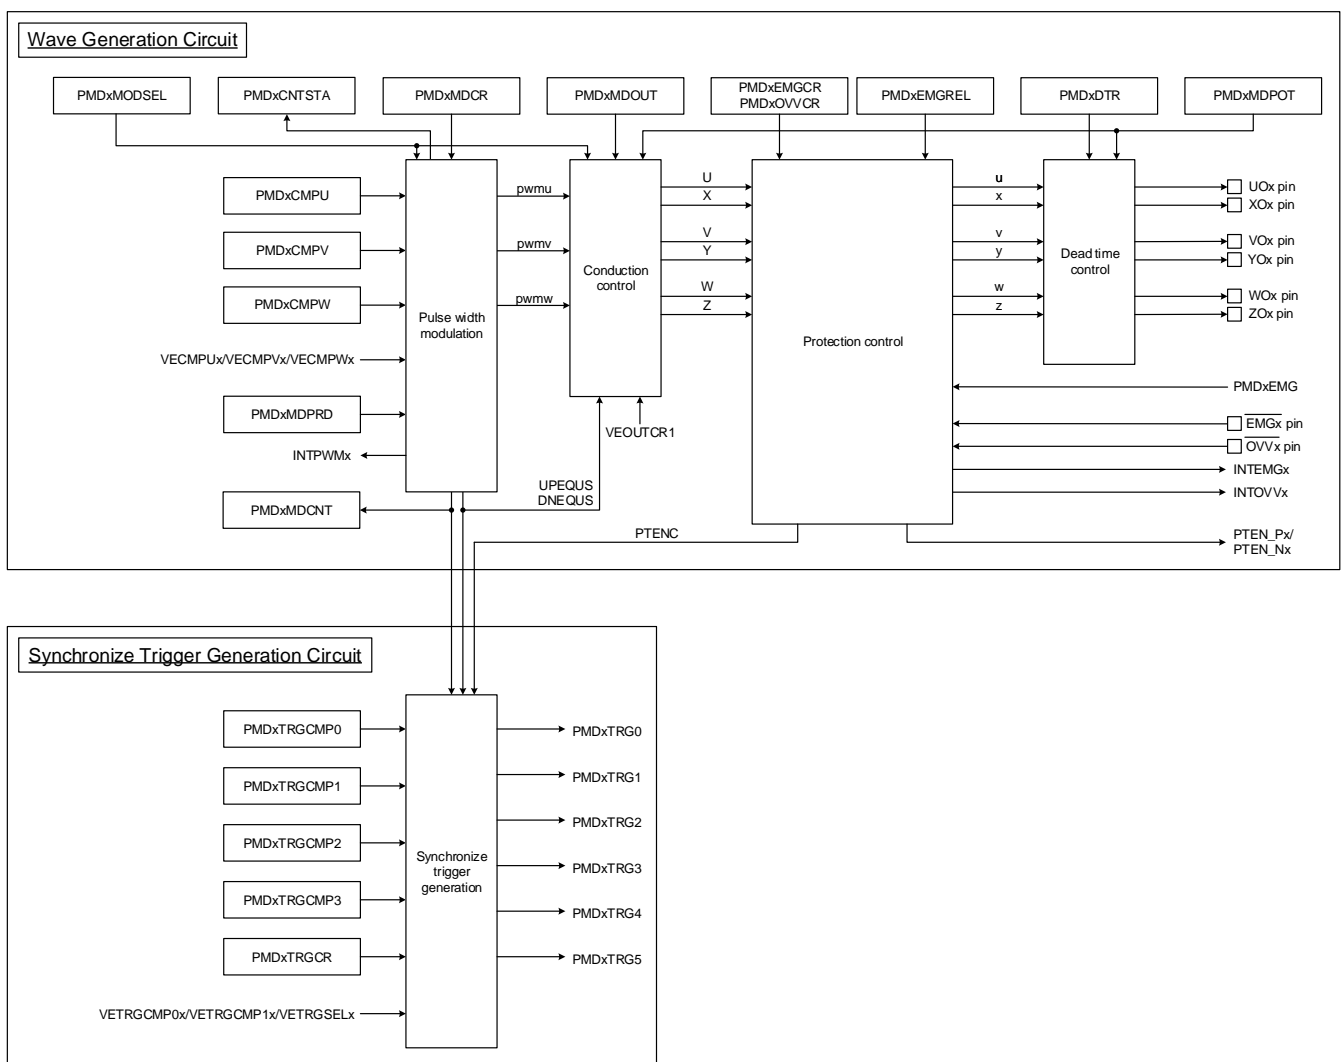 Wave Generation Circuit
PMDxMODSEL
PMDxCNTSTA
PMDxMDCR
PMDxMDOUT
PMDxEMGCR
PMDxOVVCR
PMDxEMGREL
PMDxDTR
PMDxMDPOT
PMDxCMPU
PMDxCMPV
PMDxCMPW
VECMPUx/VECMPVx/VECMPWx
PMDxMDPRD
INTPWMx
PMDxMDCNT
Pulse width
modulation
pwmu
pwmv
pwmw
Conduction
control
VEOUTCR1
UPEQUS
DNEQUS
U
X
V
Y
W
Z
Protection control
PTENC
u
x
v
y
w
z
Dead time
control
UOx pin
XOx pin
VOx pin
YOx pin
WOx pin
ZOx pin
PMDxEMG
EMGx pin
OVVx pin
INTEMGx
INTOVVx
PTEN_Px/
PTEN_Nx
Synchronize Trigger Generation Circuit
PMDxTRGCMP0
PMDxTRGCMP1
PMDxTRGCMP2
PMDxTRGCMP3
PMDxTRGCR
VETRGCMP0x/VETRGCMP1x/VETRGSELx
Synchronize
trigger
generation
PMDxTRG0
PMDxTRG1
PMDxTRG2
PMDxTRG3
PMDxTRG4
PMDxTRG5